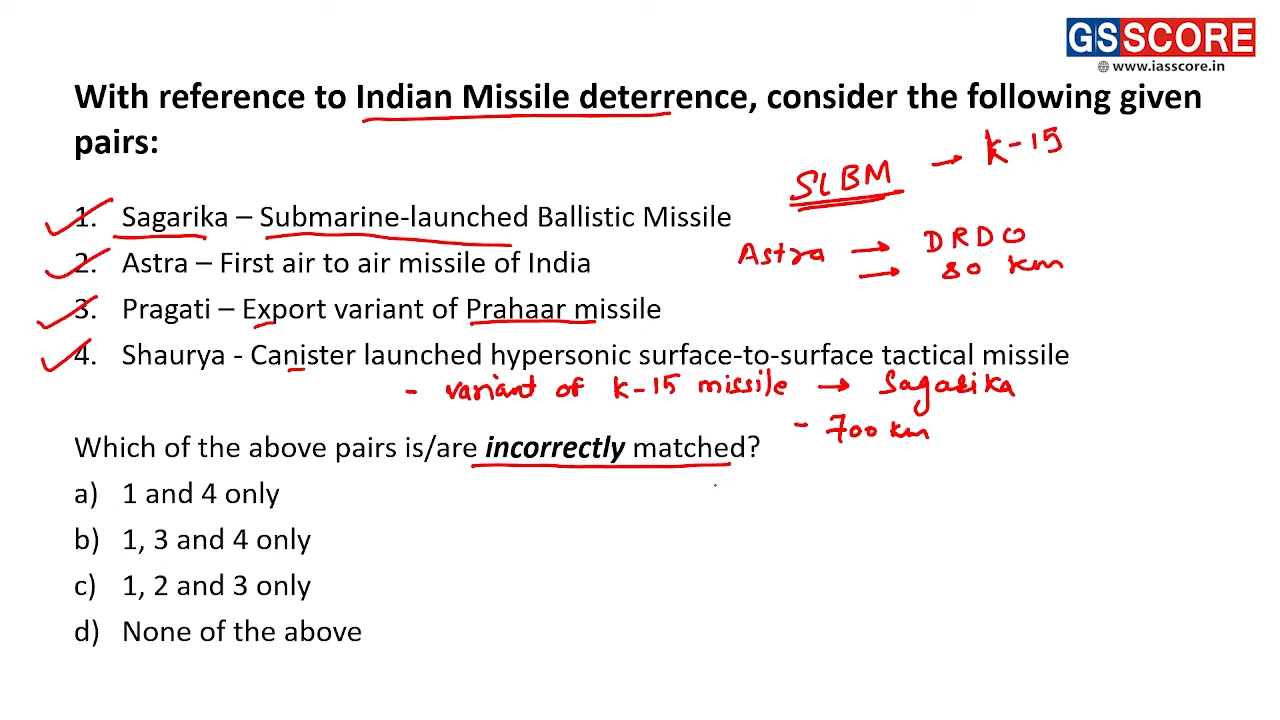 GSSCORE
www.iasscore.in
With reference to Indian Missile deterrence, consider the following given
pairs:
SLBM → K-15
1. Sagarika – Submarine-launched Ballistic Missile
Astra → DRDO
2. Astra – First air to air missile of India
→ 80 km
3. Pragati – Export variant of Prahaar missile
4. Shaurya - Canister launched hypersonic surface-to-surface tactical missile
- variant of K-15 missile → Sagarika
- 700 km
Which of the above pairs is/are incorrectly matched?
a) 1 and 4 only
b) 1, 3 and 4 only
c) 1, 2 and 3 only
d) None of the above